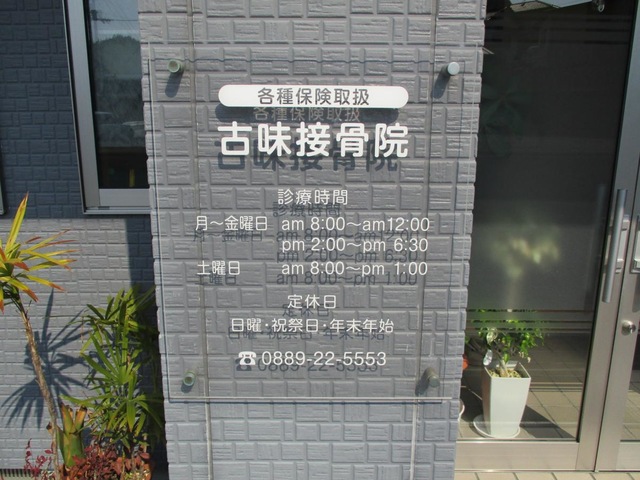 各種保険取扱
古味接骨院
診療時間
月～金曜日 am 8:00～am12:00
pm 2:00～pm 6:30
土曜日 am 8:00～pm 1:00
定休日
日曜・祝祭日・年末年始
☎0889-22-5553